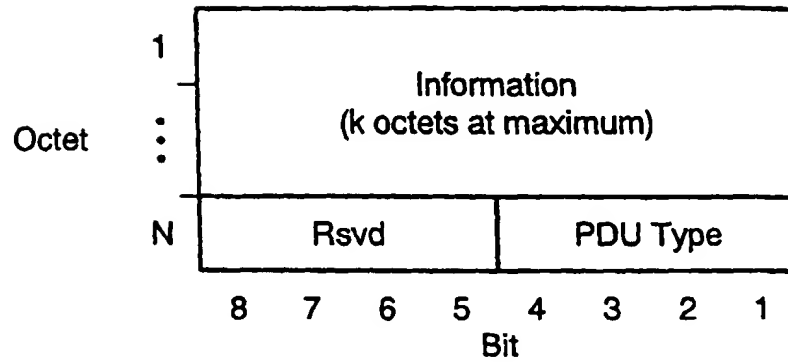 1
Information
(k octets at maximum)
Octet
N Rsvd PDU Type
8 7 6 5 4 3 2 1
Bit